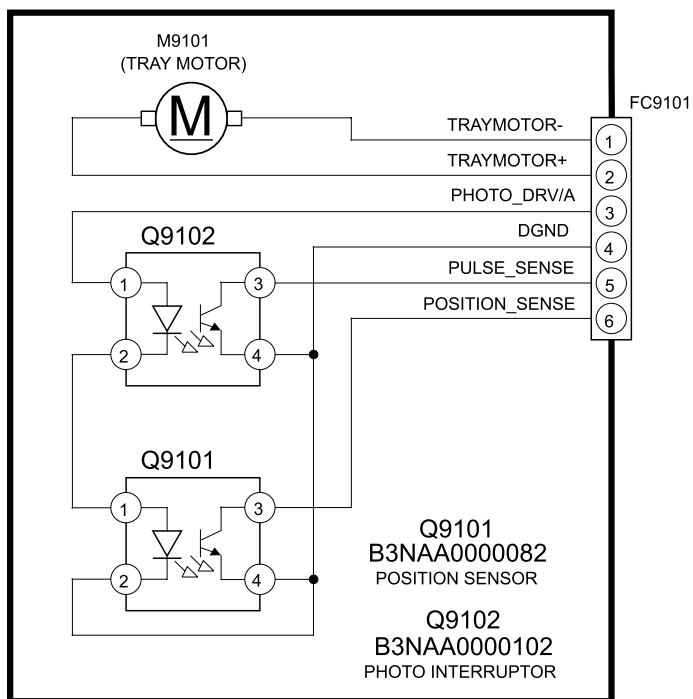 M9101
(TRAY MOTOR)
M
FC9101
TRAYMOTOR-
1
TRAYMOTOR+
2
PHOTO_DRV/A
3
DGND
4
PULSE_SENSE
5
POSITION_SENSE
6
Q9102
1
3
2
4
Q9101
1
3
2
4
Q9101
B3NAA0000082
POSITION SENSOR
Q9102
B3NAA0000102
PHOTO INTERRUPTOR